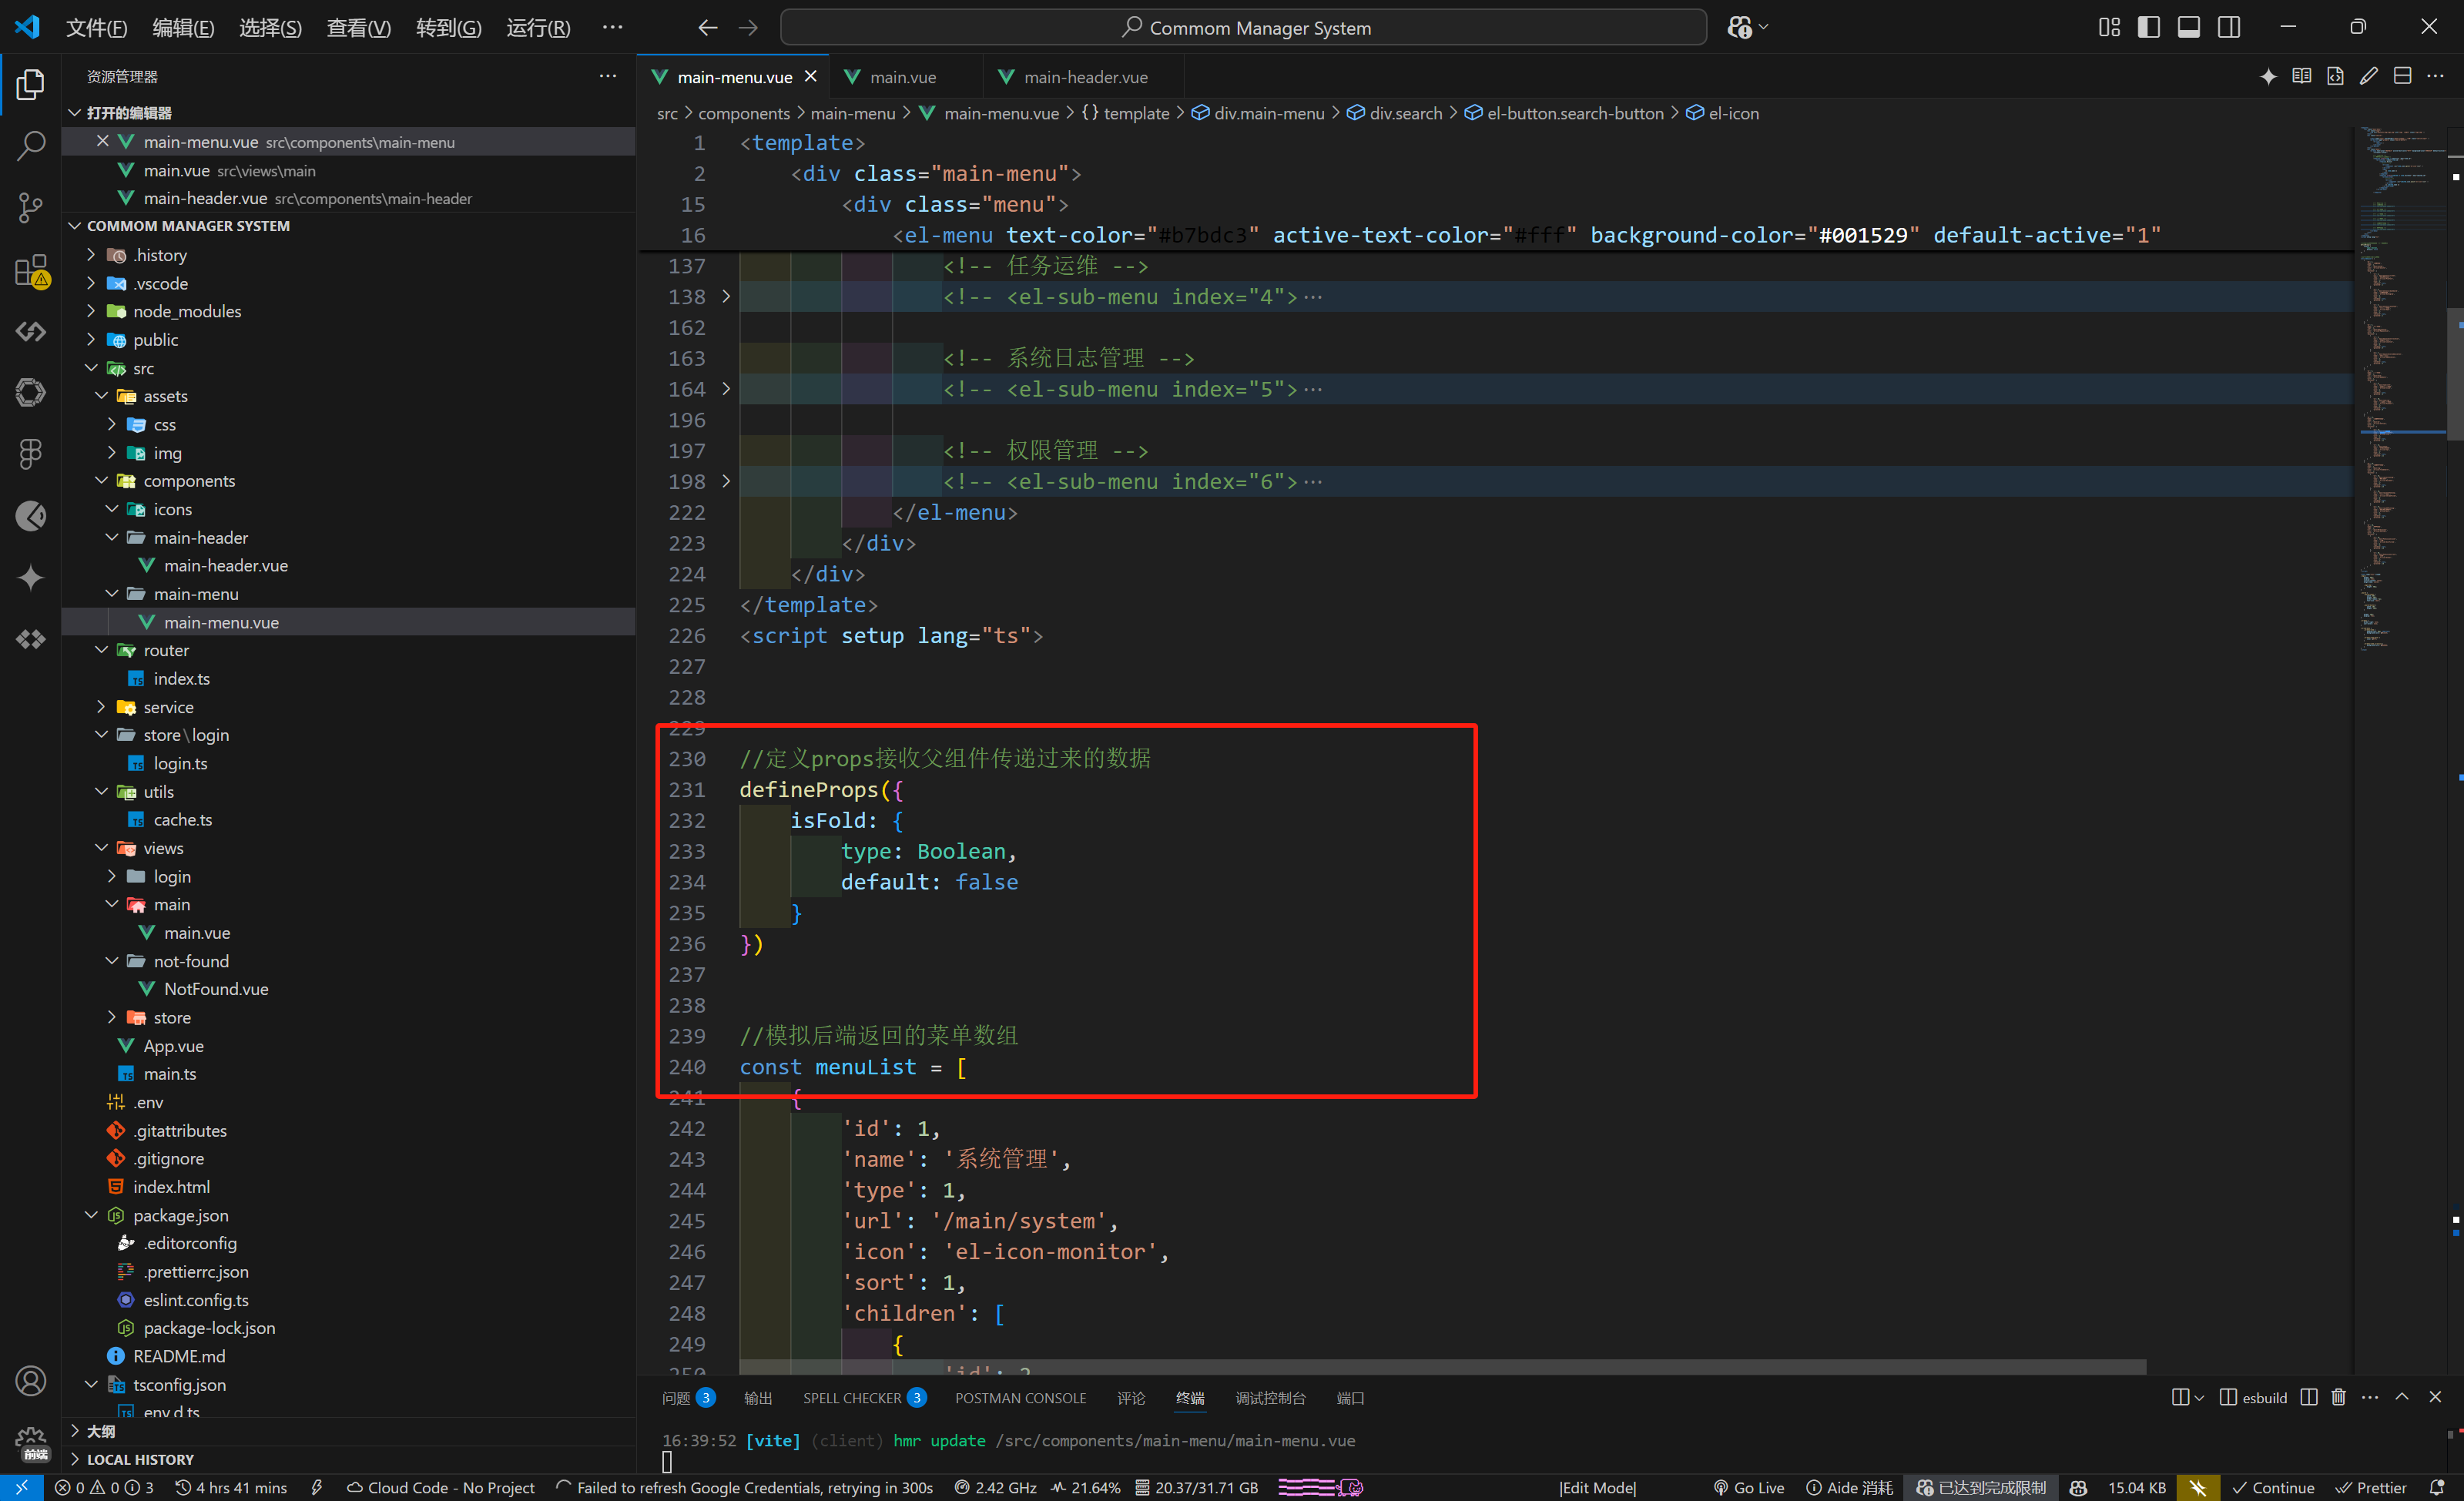 文件(F) 编辑(E) 选择(S) 查看(V) 转到(G) 运行(R) ··· Commom Manager System
资源管理器
打开的编辑器
main-menu.vue src\components\main-menu
main.vue src\views\main
main-header.vue src\components\main-header
COMMOM MANAGER SYSTEM
.history
.vscode
node_modules
public
src
assets
css
img
components
icons
main-header
main-header.vue
main-menu
main-menu.vue
router
index.ts
service
store\login
login.ts
utils
cache.ts
views
login
main
main.vue
not-found
NotFound.vue
store
App.vue
main.ts
.env
.gitattributes
.gitignore
index.html
package.json
.editorconfig
.prettierrc.json
eslint.config.ts
package-lock.json
README.md
tsconfig.json
env.d.ts
大纲
LOCAL HISTORY
前端
main-menu.vue main.vue main-header.vue
src > components > main-menu > main-menu.vue > {} template > div.main-menu > div.search > el-button.search-button > el-icon
1 <template>
2 <div class="main-menu">
15 <div class="menu">
16 <el-menu text-color="#b7bdc3" active-text-color="#fff" background-color="#001529" default-active="1"
137 <!-- 任务运维 -->
138 <!-- <el-sub-menu index="4">···
162
163 <!-- 系统日志管理 -->
164 <!-- <el-sub-menu index="5">···
196
197 <!-- 权限管理 -->
198 <!-- <el-sub-menu index="6">···
222 </el-menu>
223 </div>
224 </div>
225 </template>
226 <script setup lang="ts">
227
228
229
230 //定义props接收父组件传递过来的数据
231 defineProps({
232 isFold: {
233 type: Boolean,
234 default: false
235 }
236 })
237
238
239 //模拟后端返回的菜单数组
240 const menuList = [
241 {
242 'id': 1,
243 'name': '系统管理',
244 'type': 1,
245 'url': '/main/system',
246 'icon': 'el-icon-monitor',
247 'sort': 1,
248 'children': [
249 {
250 'id': 2
问题 3 输出 SPELL CHECKER 3 POSTMAN CONSOLE 评论 终端 调试控制台 端口 esbuild
16:39:52 [vite] (client) hmr update /src/components/main-menu/main-menu.vue
0 0 3 4 hrs 41 mins Cloud Code - No Project Failed to refresh Google Credentials, retrying in 300s 2.42 GHz 21.64% 20.37/31.71 GB |Edit Mode| Go Live Aide 消耗 已达到完成限制 15.04 KB Continue Prettier